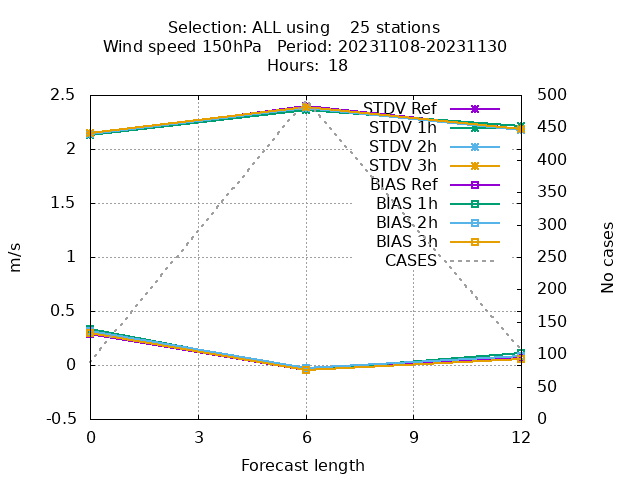 Selection: ALL using    25 stations
Wind speed 150hPa   Period: 20231108-20231130
Hours: 18
2.5
2
1.5
1
0.5
0
-0.5
m/s
500
450
400
350
300
250
200
150
100
50
0
No cases
STDV Ref
STDV 1h
STDV 2h
STDV 3h
BIAS Ref
BIAS 1h
BIAS 2h
BIAS 3h
CASES
0 3 6 9 12
Forecast length